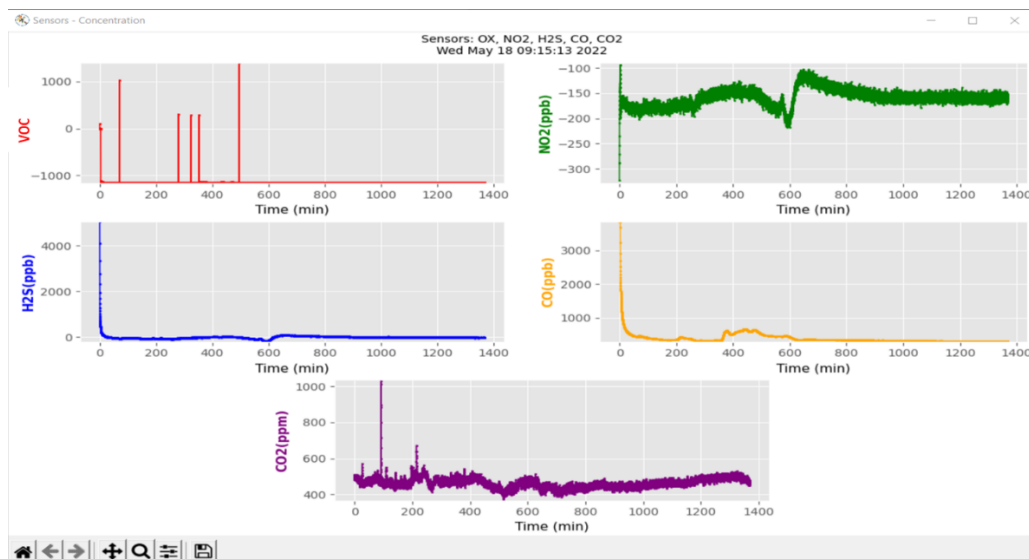 Sensors - Concentration
Sensors: OX, NO2, H2S, CO, CO2
Wed May 18 09:15:13 2022
VOC
1000
0
−1000
0 200 400 600 800 1000 1200 1400
Time (min)
NO2(ppb)
−100
−150
−200
−250
−300
0 200 400 600 800 1000 1200 1400
Time (min)
H2S(ppb)
4000
2000
0
0 200 400 600 800 1000 1200 1400
Time (min)
CO(ppb)
3000
2000
1000
0 200 400 600 800 1000 1200 1400
Time (min)
CO2(ppm)
1000
800
600
400
0 200 400 600 800 1000 1200 1400
Time (min)